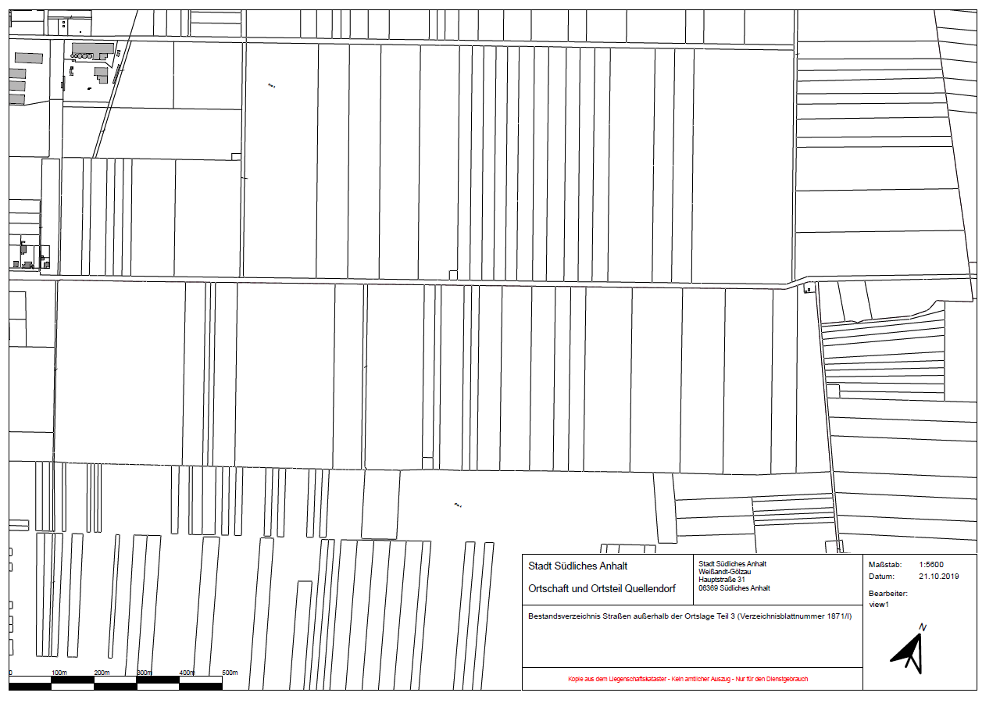 Stadt Südliches Anhalt
Ortschaft und Ortsteil Quellendorf
Stadt Südliches Anhalt
Weißandt-Gölzau
Hauptstraße 31
06369 Südliches Anhalt
Maßstab: 1:5600
Datum: 21.10.2019
Bearbeiter:
view1
Bestandsverzeichnis Straßen außerhalb der Ortslage Teil 3 (Verzeichnisblattnummer 1871/I)
N
Kopie aus dem Liegenschaftskataster - Kein amtlicher Auszug - Nur für den Dienstgebrauch
0 100m 200m 300m 400m 500m